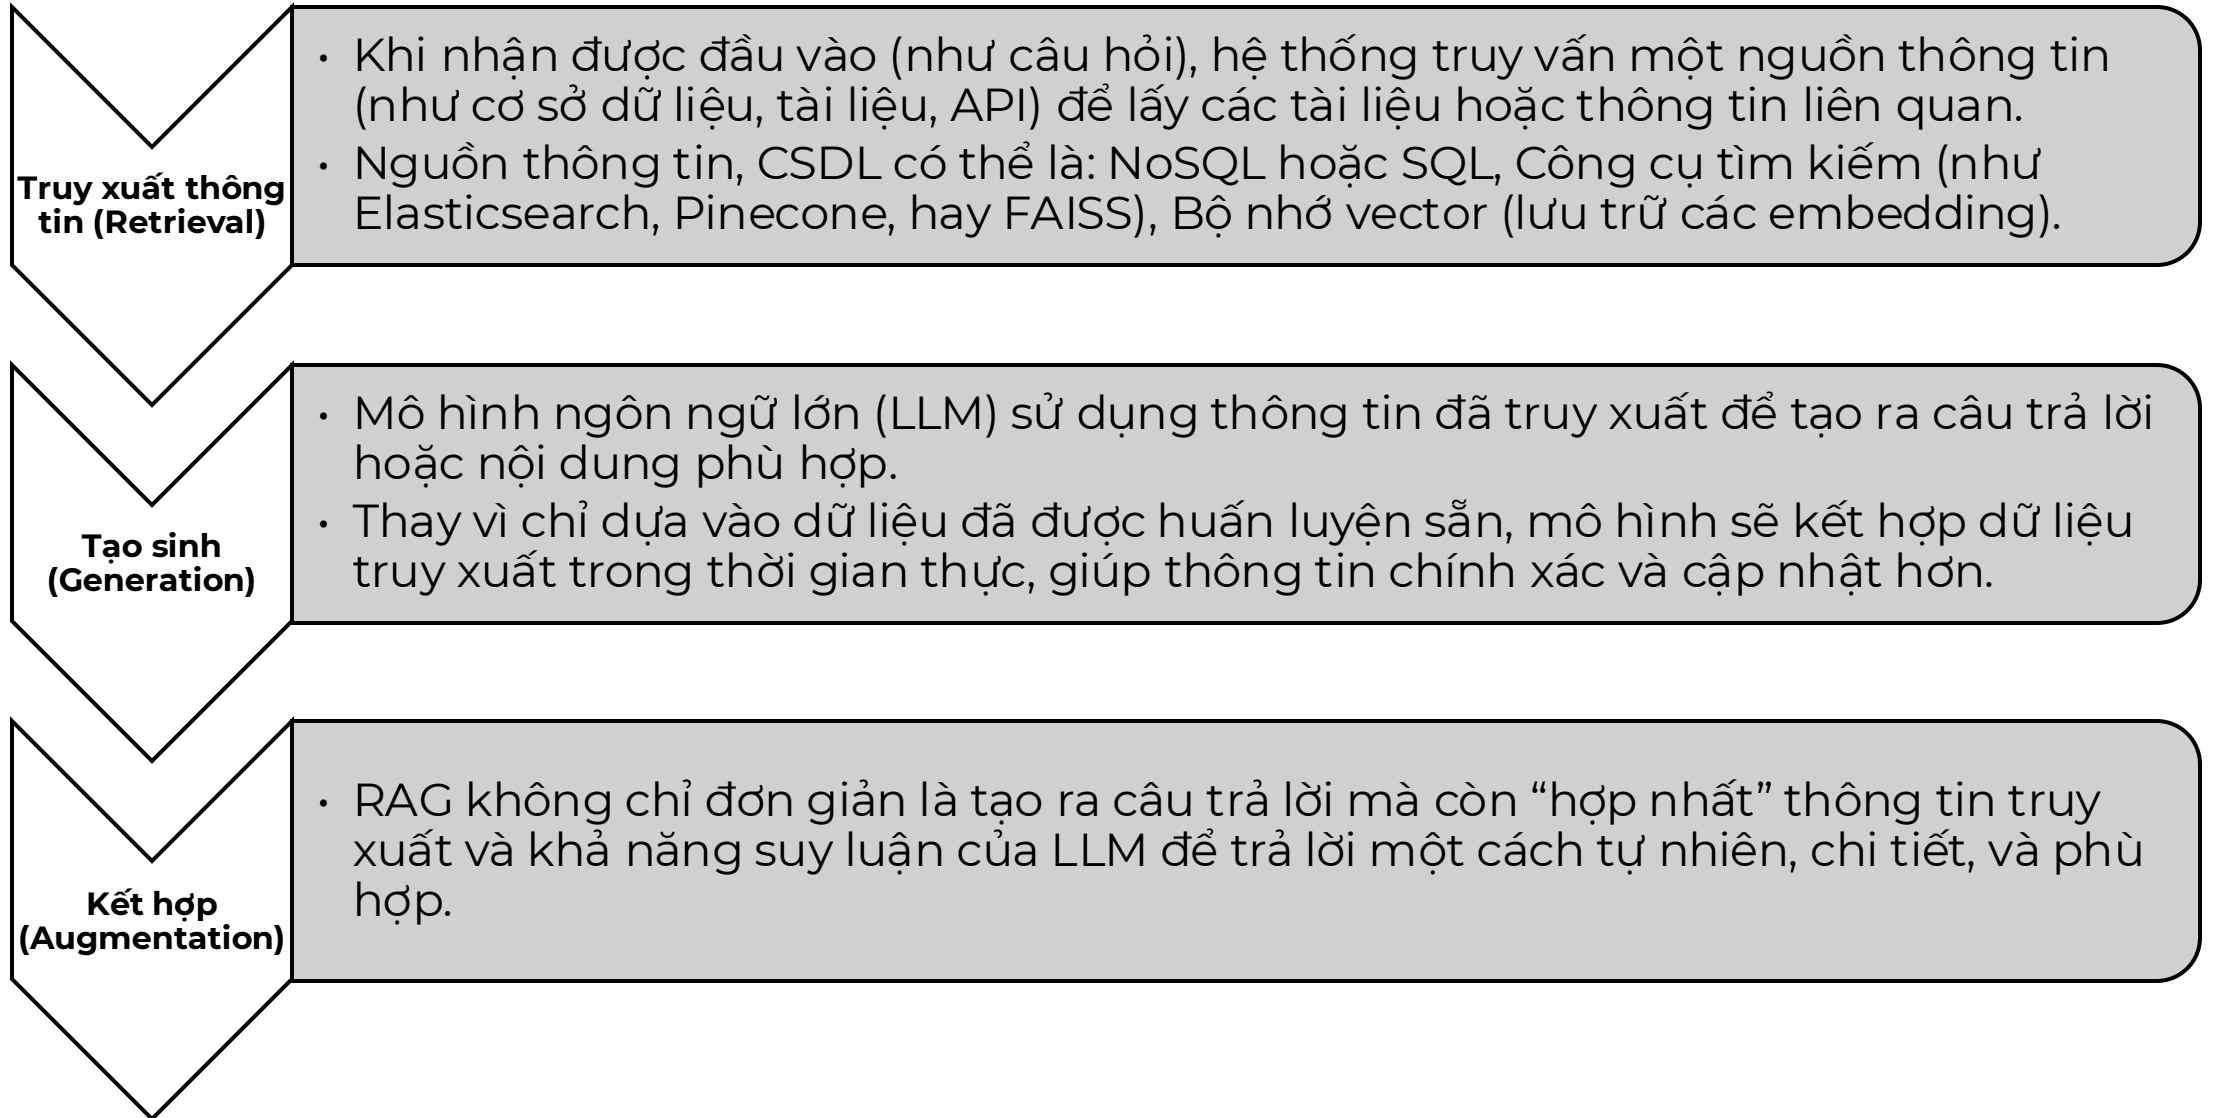 Truy xuất thông
tin (Retrieval)
• Khi nhận được đầu vào (như câu hỏi), hệ thống truy vấn một nguồn thông tin
(như cơ sở dữ liệu, tài liệu, API) để lấy các tài liệu hoặc thông tin liên quan.
• Nguồn thông tin, CSDL có thể là: NoSQL hoặc SQL, Công cụ tìm kiếm (như
Elasticsearch, Pinecone, hay FAISS), Bộ nhớ vector (lưu trữ các embedding).
Tạo sinh
(Generation)
• Mô hình ngôn ngữ lớn (LLM) sử dụng thông tin đã truy xuất để tạo ra câu trả lời
hoặc nội dung phù hợp.
• Thay vì chỉ dựa vào dữ liệu đã được huấn luyện sẵn, mô hình sẽ kết hợp dữ liệu
truy xuất trong thời gian thực, giúp thông tin chính xác và cập nhật hơn.
Kết hợp
(Augmentation)
• RAG không chỉ đơn giản là tạo ra câu trả lời mà còn “hợp nhất” thông tin truy
xuất và khả năng suy luận của LLM để trả lời một cách tự nhiên, chi tiết, và phù
hợp.